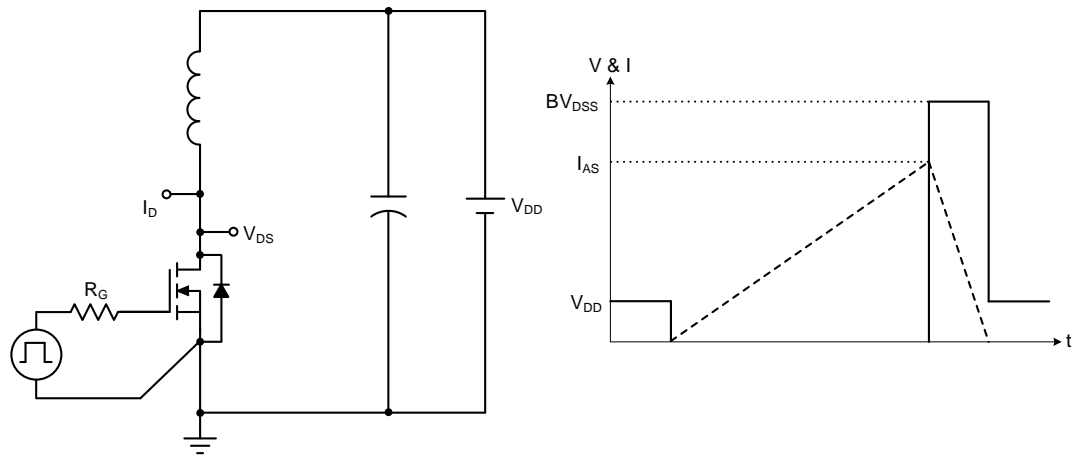 I_D
V_DS
R_G
V_DD
V & I
BV_DSS
I_AS
V_DD
t